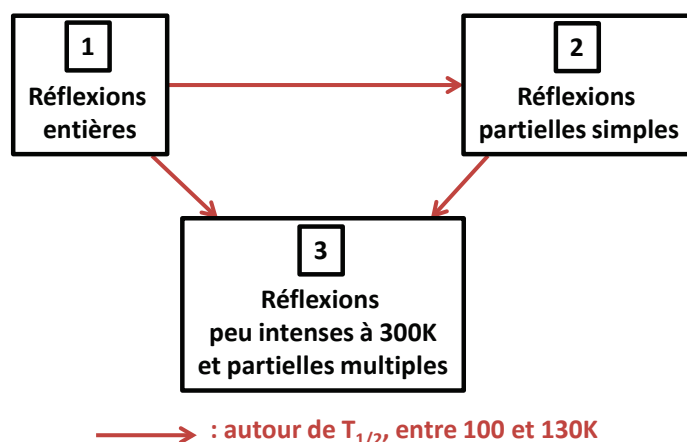 1
Réflexions
entières
2
Réflexions
partielles simples
3
Réflexions
peu intenses à 300K
et partielles multiples
: autour de T1/2, entre 100 et 130K